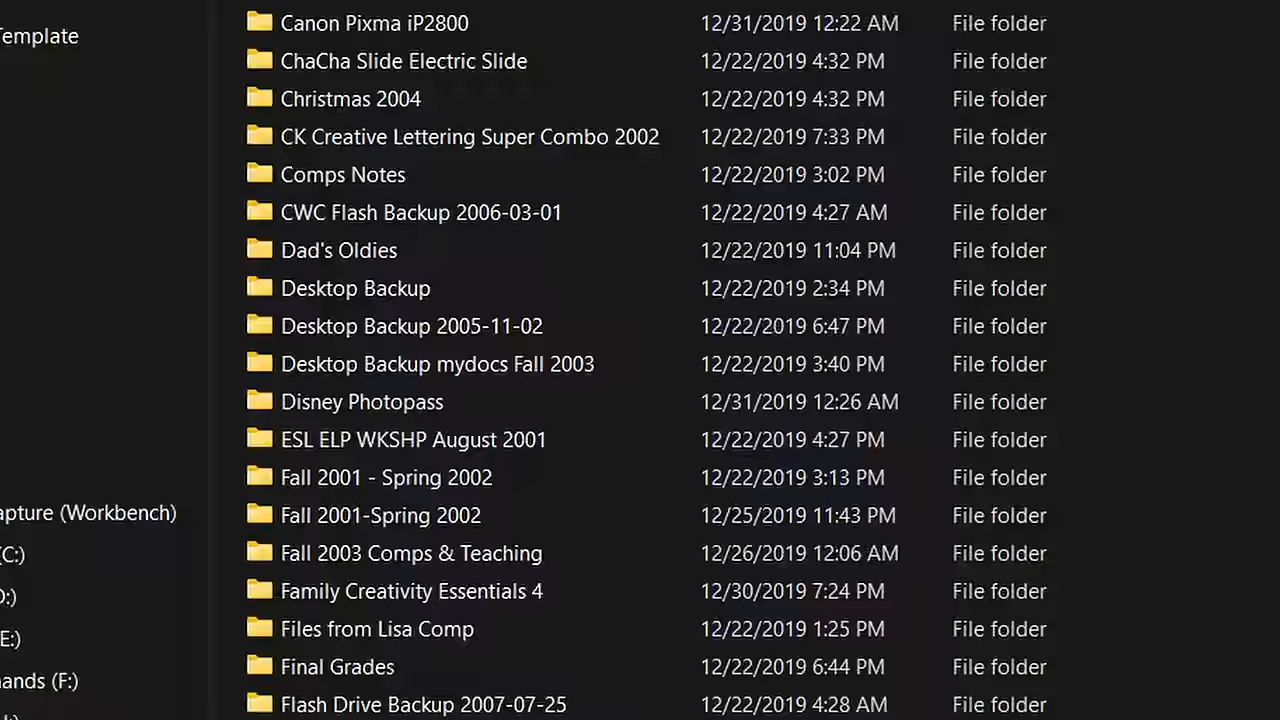 Template
apture (Workbench)
(C:)
E:)
ands (F:)
Canon Pixma iP2800 12/31/2019 12:22 AM File folder
ChaCha Slide Electric Slide 12/22/2019 4:32 PM File folder
Christmas 2004 12/22/2019 4:32 PM File folder
CK Creative Lettering Super Combo 2002 12/22/2019 7:33 PM File folder
Comps Notes 12/22/2019 3:02 PM File folder
CWC Flash Backup 2006-03-01 12/22/2019 4:27 AM File folder
Dad's Oldies 12/22/2019 11:04 PM File folder
Desktop Backup 12/22/2019 2:34 PM File folder
Desktop Backup 2005-11-02 12/22/2019 6:47 PM File folder
Desktop Backup mydocs Fall 2003 12/22/2019 3:40 PM File folder
Disney Photopass 12/31/2019 12:26 AM File folder
ESL ELP WKSHP August 2001 12/22/2019 4:27 PM File folder
Fall 2001 - Spring 2002 12/22/2019 3:13 PM File folder
Fall 2001-Spring 2002 12/25/2019 11:43 PM File folder
Fall 2003 Comps & Teaching 12/26/2019 12:06 AM File folder
Family Creativity Essentials 4 12/30/2019 7:24 PM File folder
Files from Lisa Comp 12/22/2019 1:25 PM File folder
Final Grades 12/22/2019 6:44 PM File folder
Flash Drive Backup 2007-07-25 12/22/2019 4:28 AM File folder